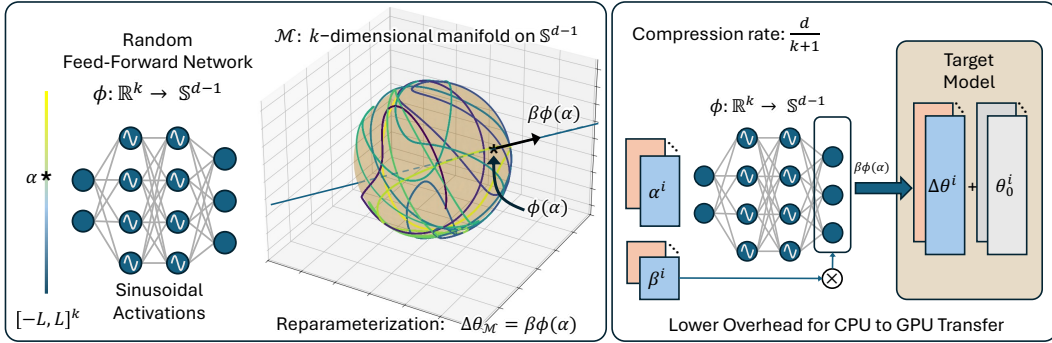 Random
Feed-Forward Network
ϕ: ℝ^k → 𝕊^{d−1}
α
*
[-L, L]^k
Sinusoidal
Activations
ℳ: k−dimensional manifold on 𝕊^{d−1}
βϕ(α)
*
ϕ(α)
Reparameterization: Δθ_ℳ = βϕ(α)
Compression rate: d/(k+1)
ϕ: ℝ^k → 𝕊^{d−1}
α^i
β^i
βϕ(α)
Target
Model
Δθ^i + θ_0^i
Lower Overhead for CPU to GPU Transfer